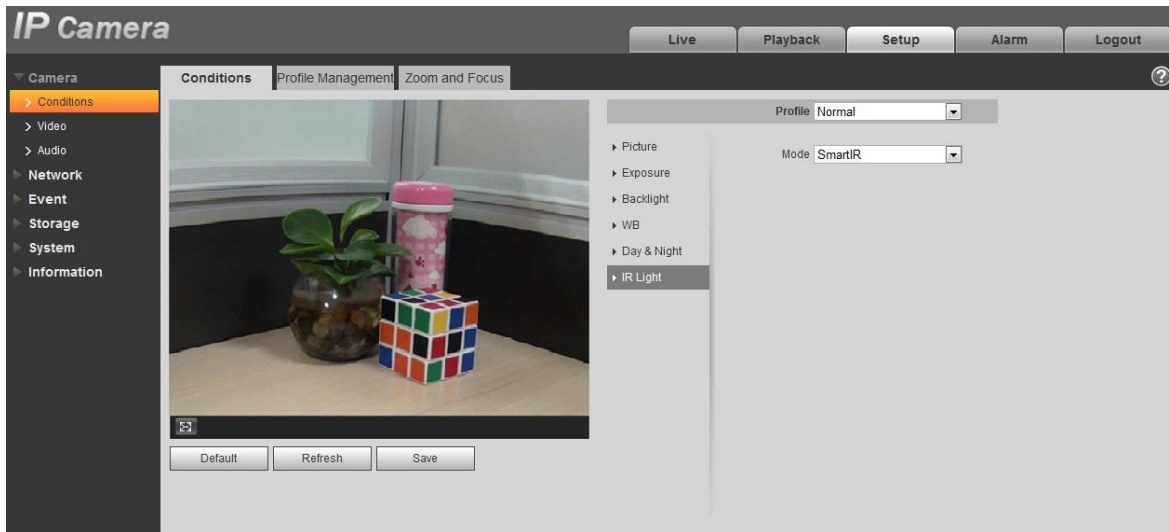 IP Camera
Live
Playback
Setup
Alarm
Logout
Camera
Conditions
Video
Audio
Network
Event
Storage
System
Information
Conditions
Profile Management
Zoom and Focus
?
Profile Normal
Picture
Exposure
Backlight
WB
Day & Night
IR Light
Mode SmartIR
Default
Refresh
Save